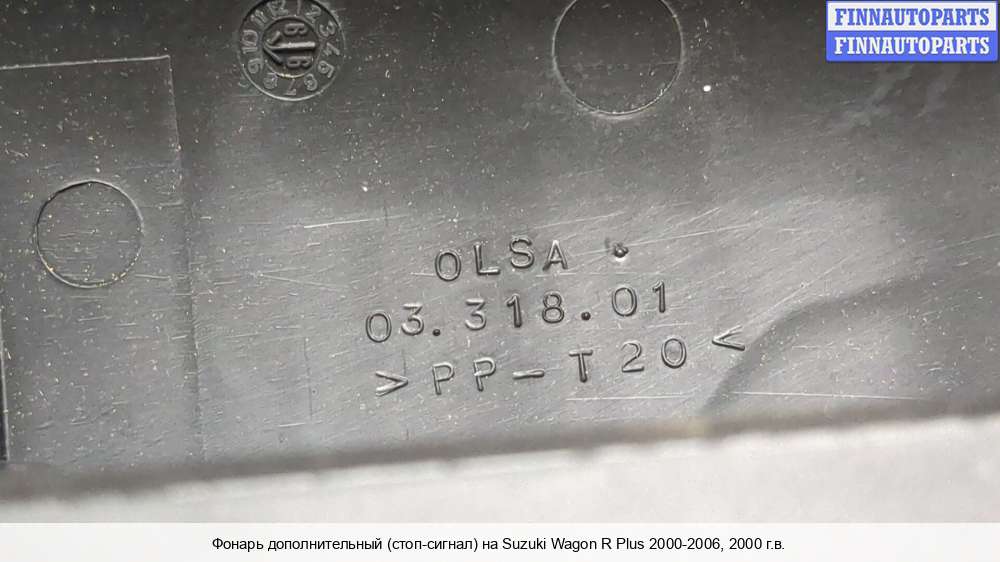 FINNAUTOPARTS
FINNAUTOPARTS
OLSA
03.318.01
>PP-T20<
Фонарь дополнительный (стоп-сигнал) на Suzuki Wagon R Plus 2000-2006, 2000 г.в.